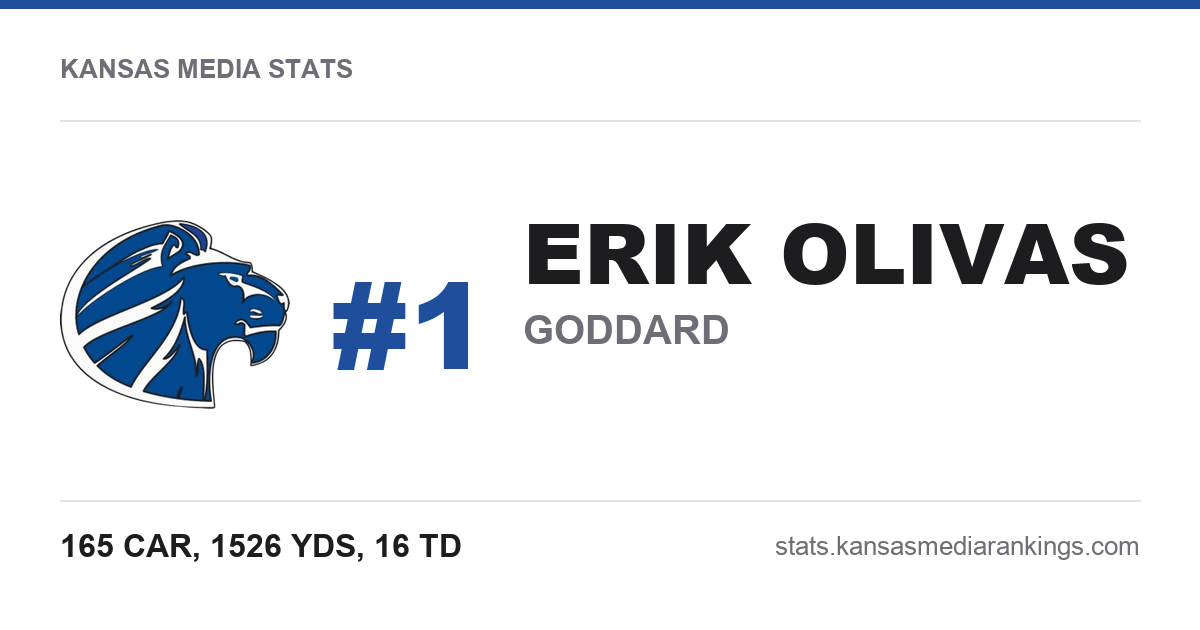 KANSAS MEDIA STATS
#1
ERIK OLIVAS
GODDARD
165 CAR, 1526 YDS, 16 TD
stats.kansasmediarankings.com